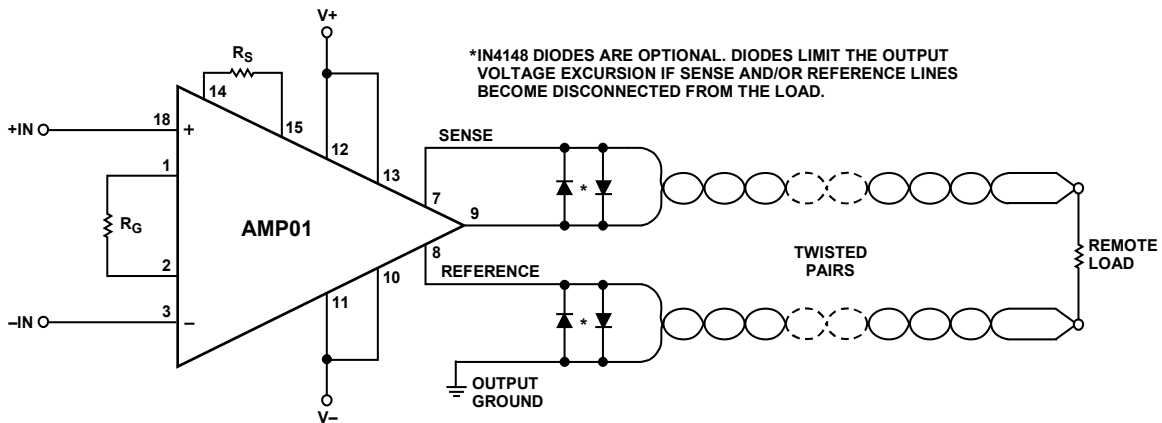 V+
RS
*IN4148 DIODES ARE OPTIONAL. DIODES LIMIT THE OUTPUT
VOLTAGE EXCURSION IF SENSE AND/OR REFERENCE LINES
BECOME DISCONNECTED FROM THE LOAD.
14
15
+IN
18
+
12
SENSE
1
13
7
*
9
RG
AMP01
8
TWISTED
PAIRS
REMOTE
LOAD
2
10
REFERENCE
11
–IN
3
–
*
OUTPUT
GROUND
V–